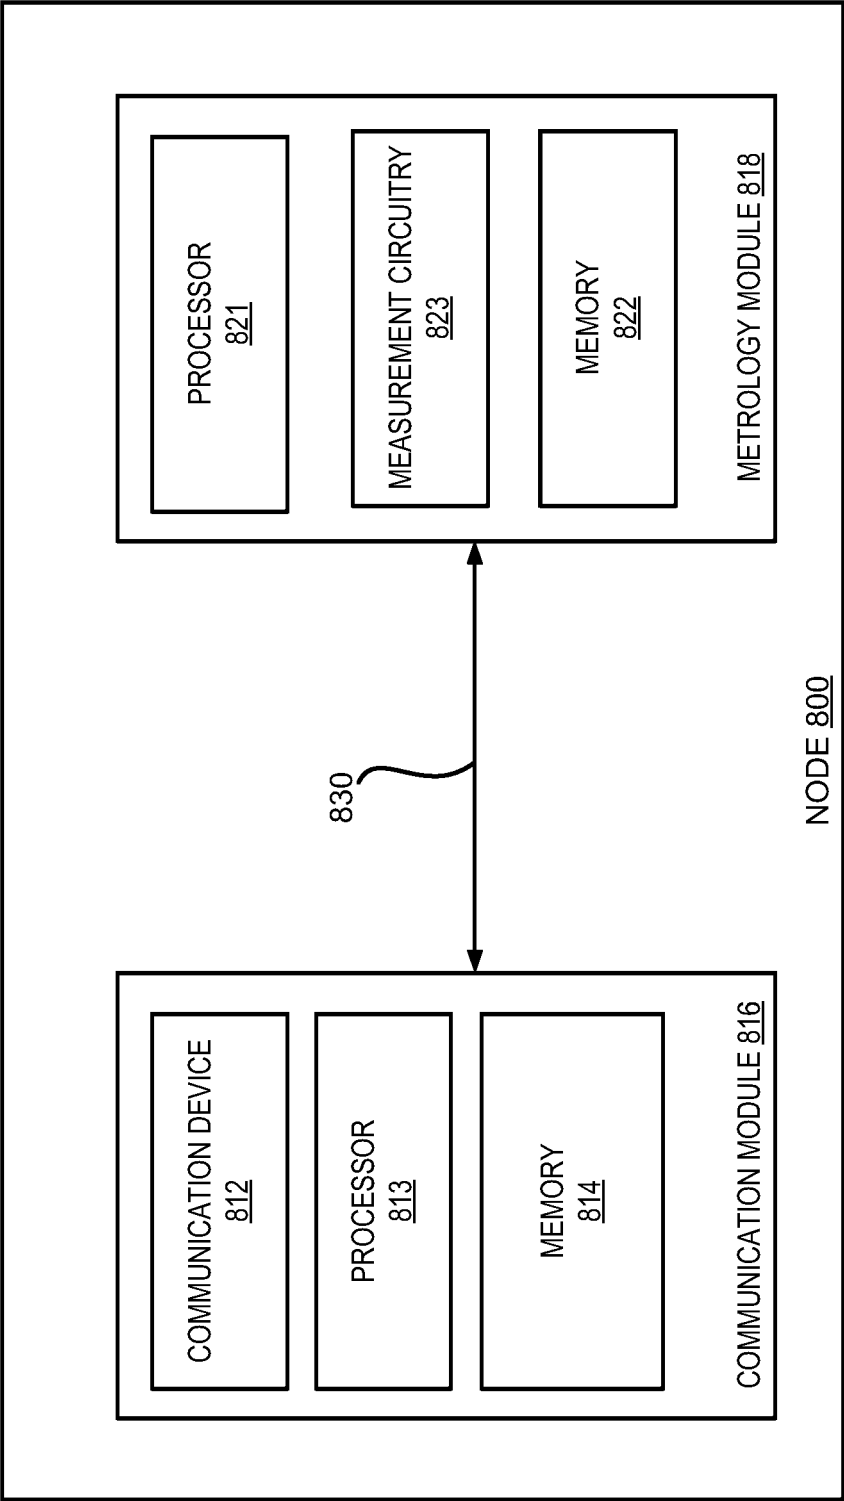 COMMUNICATION DEVICE
812
PROCESSOR
813
MEMORY
814
COMMUNICATION MODULE 816
830
PROCESSOR
821
MEASUREMENT CIRCUITRY
823
MEMORY
822
METROLOGY MODULE 818
NODE 800